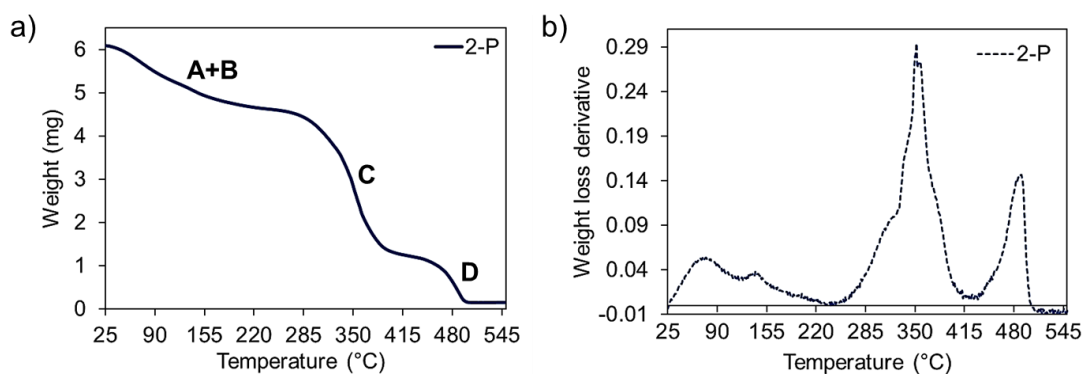 a)
2-P
A+B
C
D
6
5
4
3
2
1
0
Weight (mg)
25 90 155 220 285 350 415 480 545
Temperature (°C)
b)
2-P
0.29
0.24
0.19
0.14
0.09
0.04
-0.01
Weight loss derivative
25 90 155 220 285 350 415 480 545
Temperature (°C)